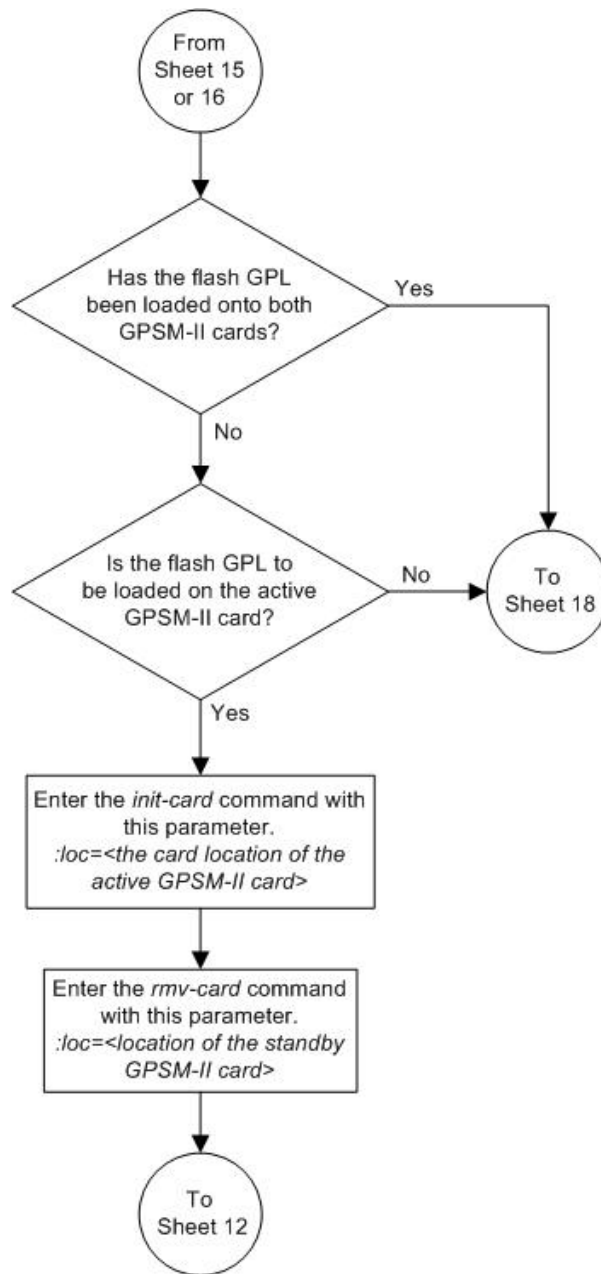 From
Sheet 15
or 16
Has the flash GPL
been loaded onto both
GPSM-II cards?
Yes
No
Is the flash GPL to
be loaded on the active
GPSM-II card?
No
To
Sheet 18
Yes
Enter the init-card command with
this parameter.
:loc=<the card location of the
active GPSM-II card>
Enter the rmv-card command
with this parameter.
:loc=<location of the standby
GPSM-II card>
To
Sheet 12